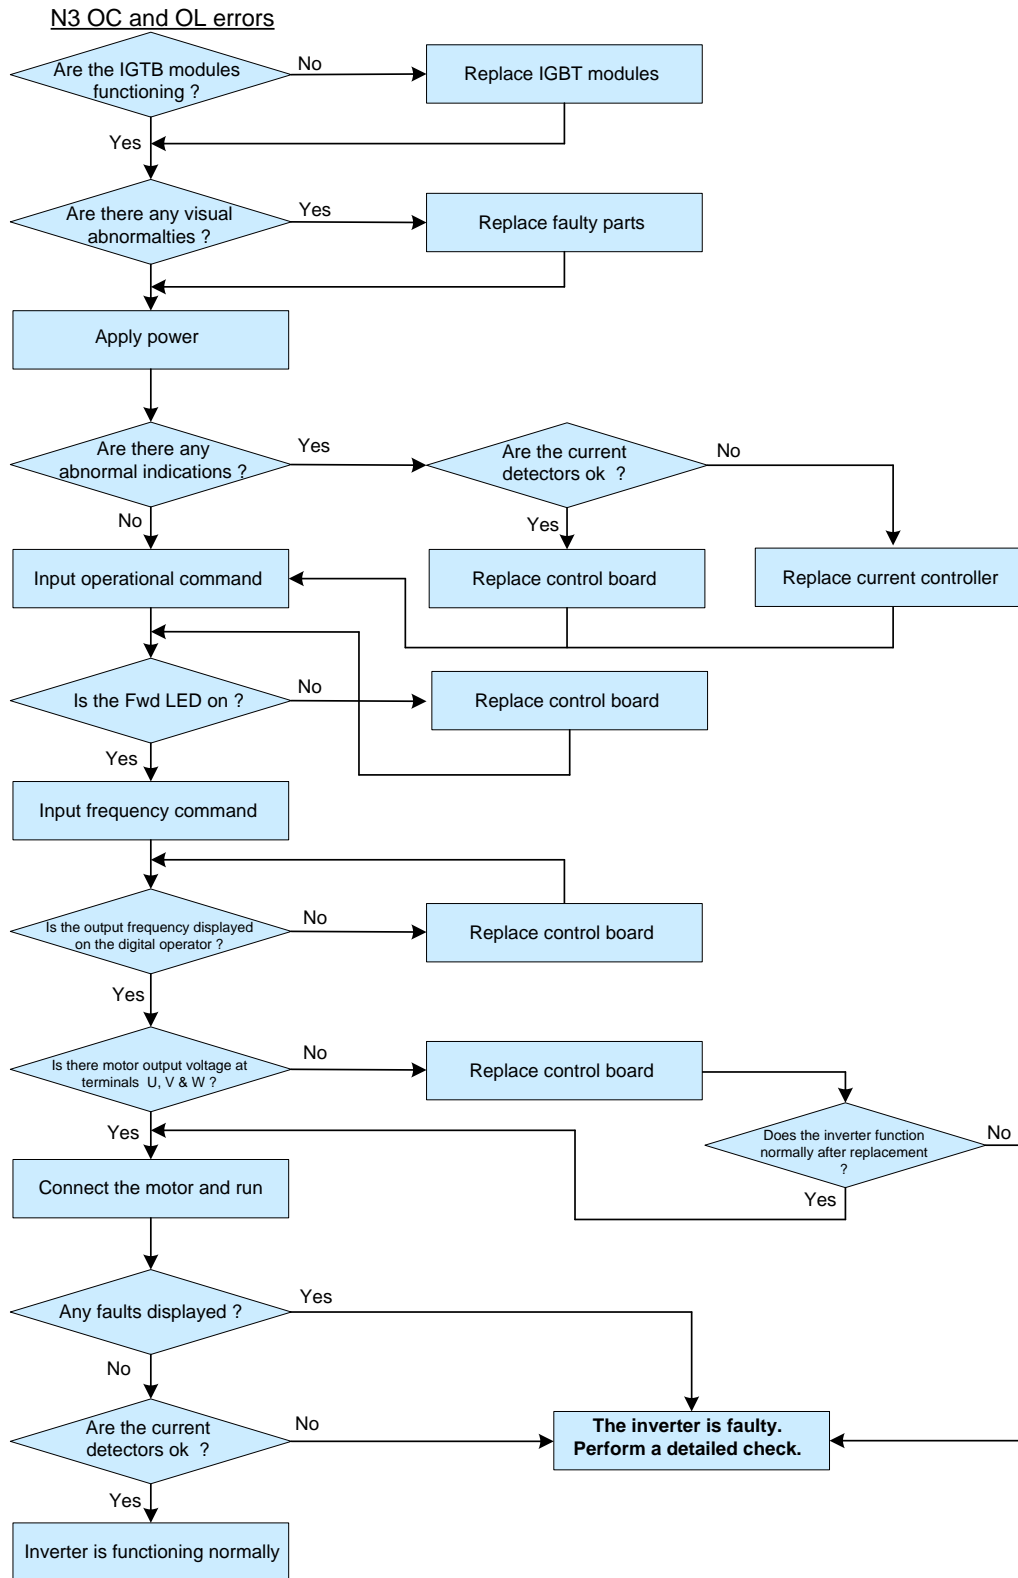 N3 OC and OL errors
Are the IGTB modules
functioning ?
No
Replace IGBT modules
Yes
Are there any visual
abnormalties ?
Yes
Replace faulty parts
Apply power
Are there any
abnormal indications ?
Yes
Are the current
detectors ok ?
No
No
Yes
Input operational command
Replace control board
Replace current controller
Is the Fwd LED on ?
No
Replace control board
Yes
Input frequency command
Is the output frequency displayed
on the digital operator ?
No
Replace control board
Yes
Is there motor output voltage at
terminals U, V & W ?
No
Replace control board
Yes
Does the inverter function
normally after replacement
?
No
Yes
Connect the motor and run
Any faults displayed ?
Yes
No
Are the current
detectors ok ?
No
The inverter is faulty.
Perform a detailed check.
Yes
Inverter is functioning normally